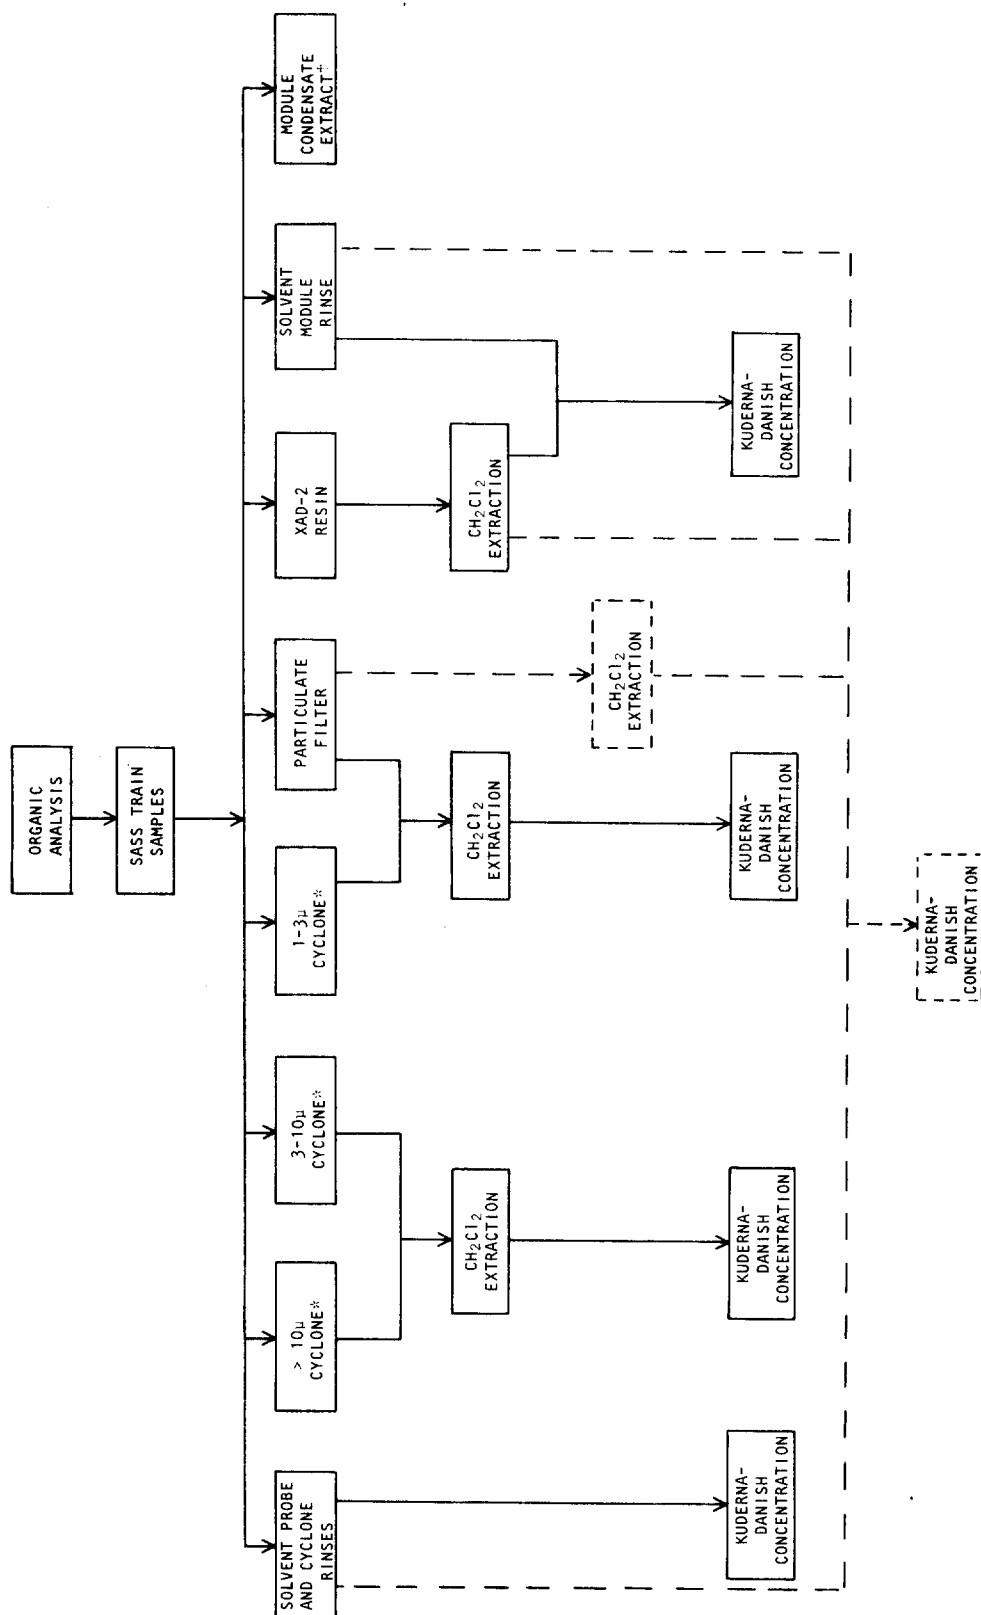 ORGANIC
ANALYSIS
SASS TRAIN
SAMPLES
SOLVENT PROBE
AND CYCLONE
RINSES
> 10μ
CYCLONE*
3-10μ
CYCLONE*
1-3μ
CYCLONE*
PARTICULATE
FILTER
XAD-2
RESIN
SOLVENT
MODULE
RINSE
MODULE
CONDENSATE
EXTRACT+
CH₂Cl₂
EXTRACTION
CH₂Cl₂
EXTRACTION
CH₂Cl₂
EXTRACTION
CH₂Cl₂
EXTRACTION
KUDERNA-
DANISH
CONCENTRATION
KUDERNA-
DANISH
CONCENTRATION
KUDERNA-
DANISH
CONCENTRATION
KUDERNA-
DANISH
CONCENTRATION
KUDERNA-
DANISH
CONCENTRATION